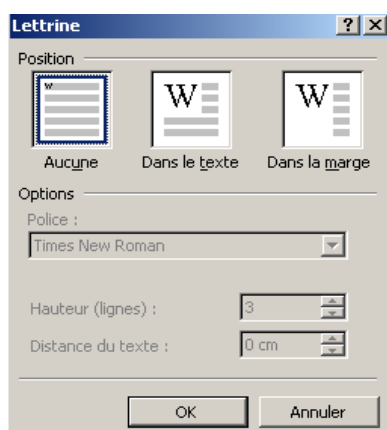 Lettrine
Position
W W W
Aucune Dans le texte Dans la marge
Options
Police :
Times New Roman
Hauteur (lignes) : 3
Distance du texte : 0 cm
OK Annuler